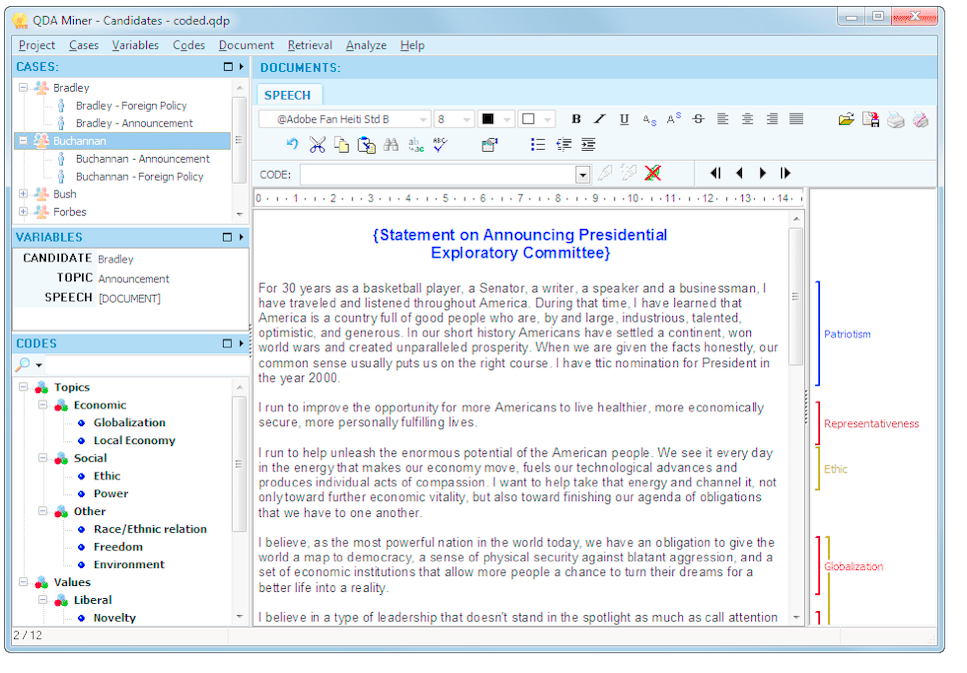 QDA Miner - Candidates - coded.qdp
Project Cases Variables Codes Document Retrieval Analyze Help
CASES:
Bradley
Bradley - Foreign Policy
Bradley - Announcement
Buchannan
Buchannan - Announcement
Buchannan - Foreign Policy
Bush
Forbes
VARIABLES
CANDIDATE Bradley
TOPIC Announcement
SPEECH [DOCUMENT]
CODES
Topics
Economic
Globalization
Local Economy
Social
Ethic
Power
Other
Race/Ethnic relation
Freedom
Environment
Values
Liberal
Novelty
2 / 12
DOCUMENTS:
SPEECH
@Adobe Fan Heiti Std B 8 B I U A S A S S
CODE:
0 1 2 3 4 5 6 7 8 9 10 11 12 13 14
{Statement on Announcing Presidential
Exploratory Committee}
For 30 years as a basketball player, a Senator, a writer, a speaker and a businessman, I
have traveled and listened throughout America. During that time, I have learned that
America is a country full of good people who are, by and large, industrious, talented,
optimistic, and generous. In our short history Americans have settled a continent, won
world wars and created unparalleled prosperity. When we are given the facts honestly, our
common sense usually puts us on the right course. I have ttic nomination for President in
the year 2000.
I run to improve the opportunity for more Americans to live healthier, more economically
secure, more personally fulfilling lives.
I run to help unleash the enormous potential of the American people. We see it every day
in the energy that makes our economy move, fuels our technological advances and
produces individual acts of compassion. I want to help take that energy and channel it, not
only toward further economic vitality, but also toward finishing our agenda of obligations
that we have to one another.
I believe, as the most powerful nation in the world today, we have an obligation to give the
world a map to democracy, a sense of physical security against blatant aggression, and a
set of economic institutions that allow more people a chance to turn their dreams for a
better life into a reality.
I believe in a type of leadership that doesn't stand in the spotlight as much as call attention
Patriotism
Representativeness
Ethic
Globalization